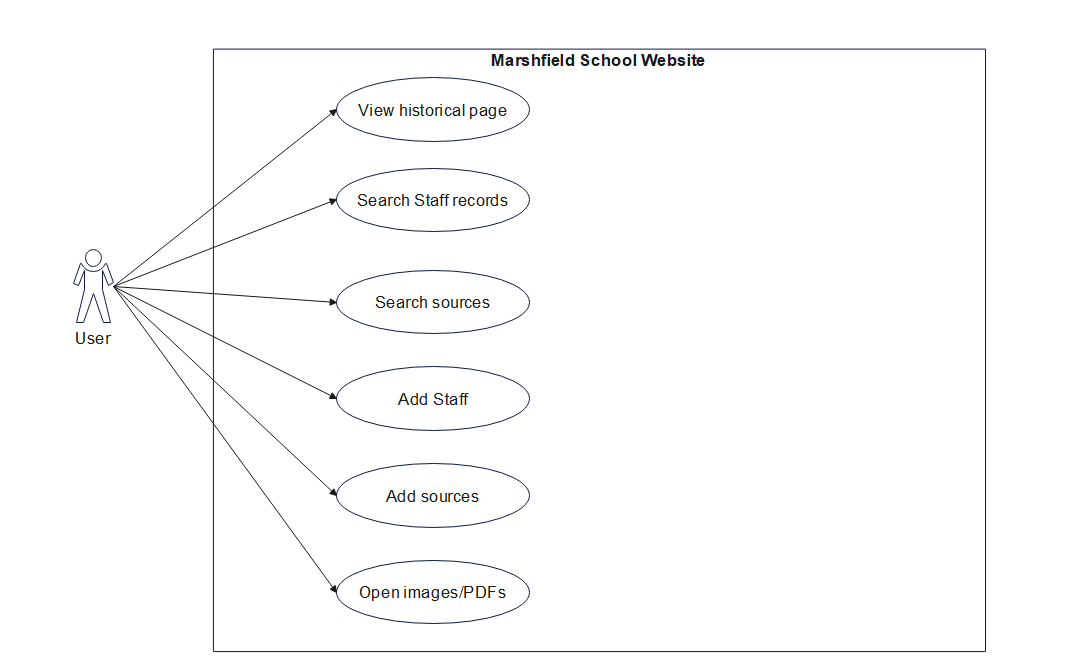 Marshfield School Website
View historical page
Search Staff records
Search sources
User
Add Staff
Add sources
Open images/PDFs